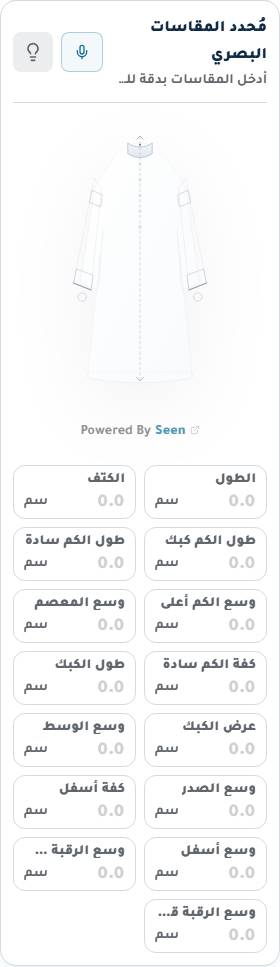 مُحدد المقاسات
البصري
أدخل المقاسات بدقة للـ...
Powered By Seen
الطول
0.0 سم
الكتف
0.0 سم
طول الكم كبك
0.0 سم
طول الكم سادة
0.0 سم
وسع الكم أعلى
0.0 سم
وسع المعصم
0.0 سم
كفة الكم سادة
0.0 سم
طول الكبك
0.0 سم
عرض الكبك
0.0 سم
وسع الوسط
0.0 سم
وسع الصدر
0.0 سم
كفة أسفل
0.0 سم
وسع أسفل
0.0 سم
وسع الرقبة ...
0.0 سم
وسع الرقبة قـ...
0.0 سم